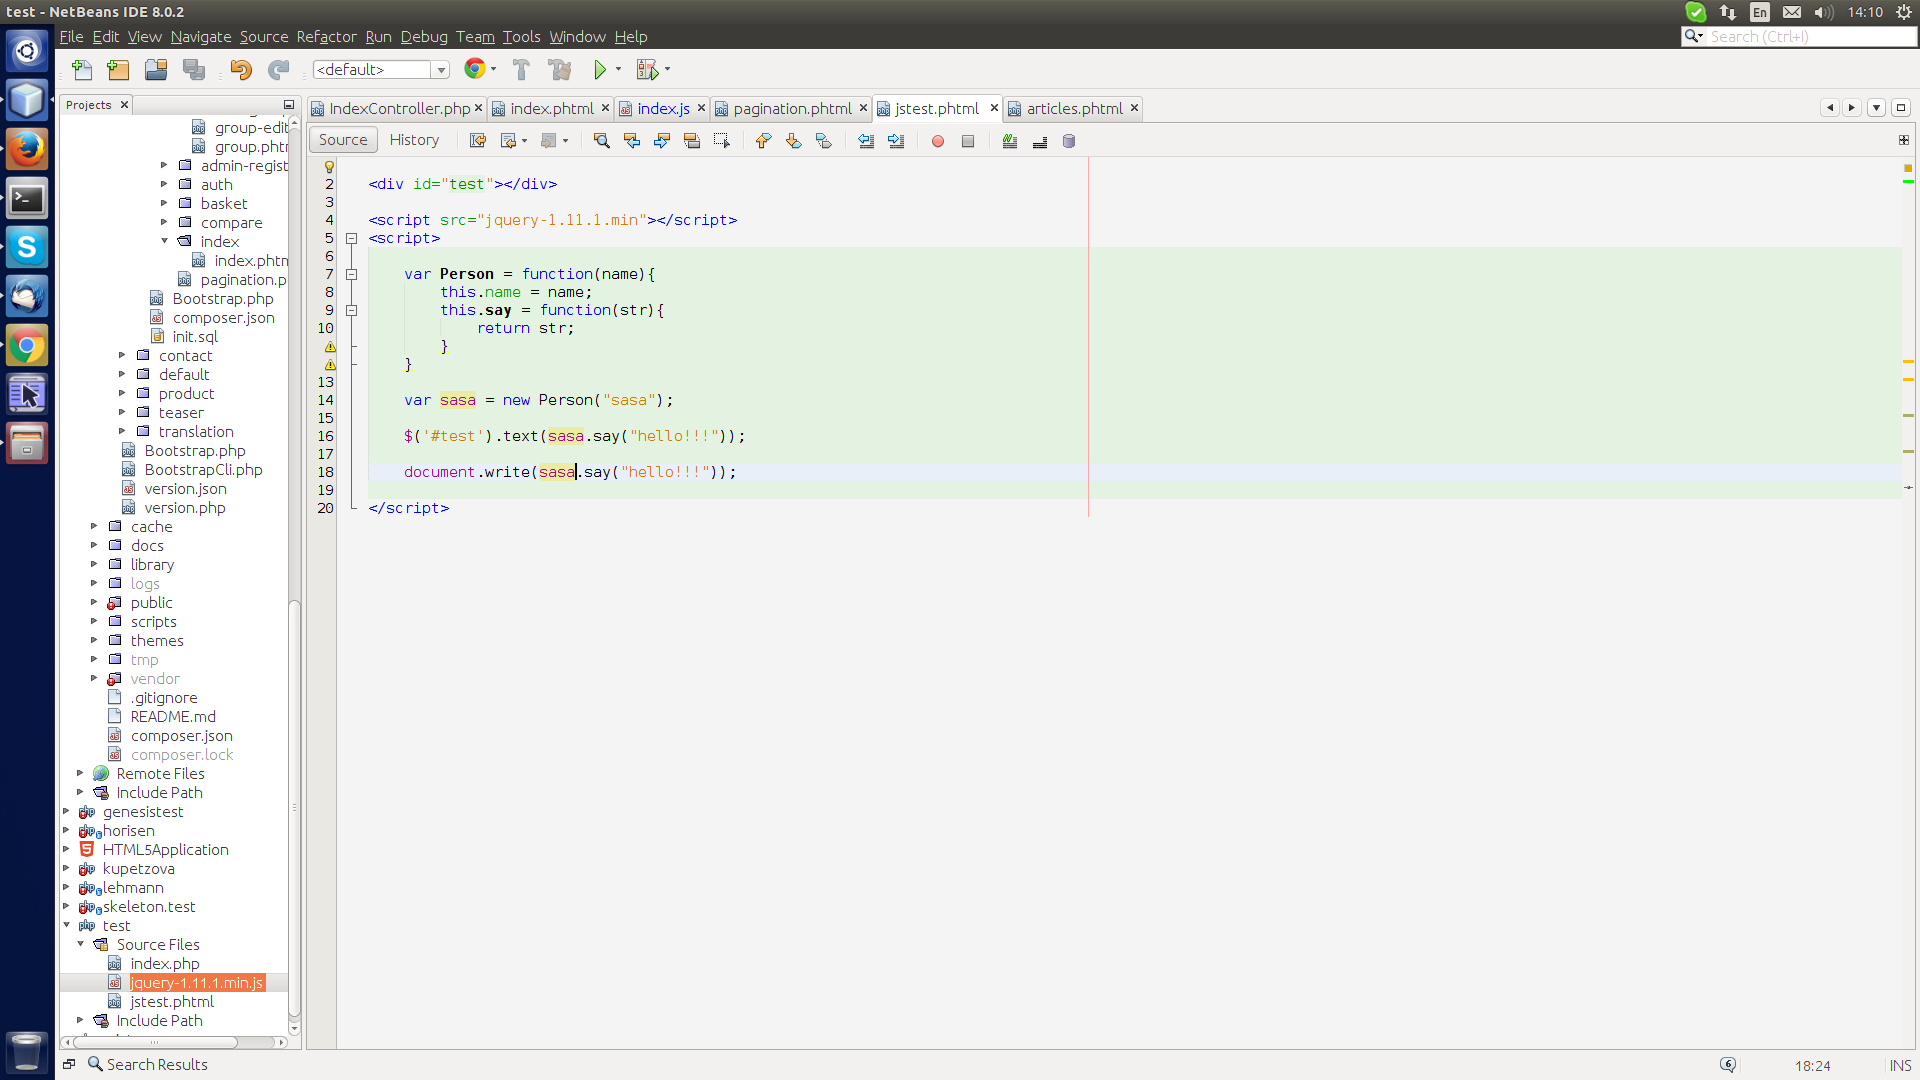 test - NetBeans IDE 8.0.2
En
14:10
File Edit View Navigate Source Refactor Run Debug Team Tools Window Help
Search (Ctrl+I)
<default>
Projects
IndexController.php
index.phtml
index.js
pagination.phtml
jstest.phtml
articles.phtml
Source
History
group-edit
admin-regist
auth
basket
compare
index
Bootstrap.php
composer.json
init.sql
contact
default
product
teaser
translation
Bootstrap.php
BootstrapCli.php
version.json
version.php
cache
docs
library
logs
public
scripts
themes
tmp
vendor
.gitignore
README.md
composer.json
composer.lock
Remote Files
Include Path
genesistest
horisen
HTML5Application
kupetzova
lehmann
skeleton.test
test
Source Files
index.php
jquery-1.11.1.min.js
jstest.phtml
Include Path
2 <div id="test"></div>
3
4 <script src="jquery-1.11.1.min"></script>
5 <script>
6
7 var Person = function(name){
8 this.name = name;
9 this.say = function(str){
10 return str;
}
}
13
14 var sasa = new Person("sasa");
15
16 $('#test').text(sasa.say("hello!!!"));
17
18 document.write(sasa.say("hello!!!"));
19
20 </script>
Search Results
6
18:24
INS